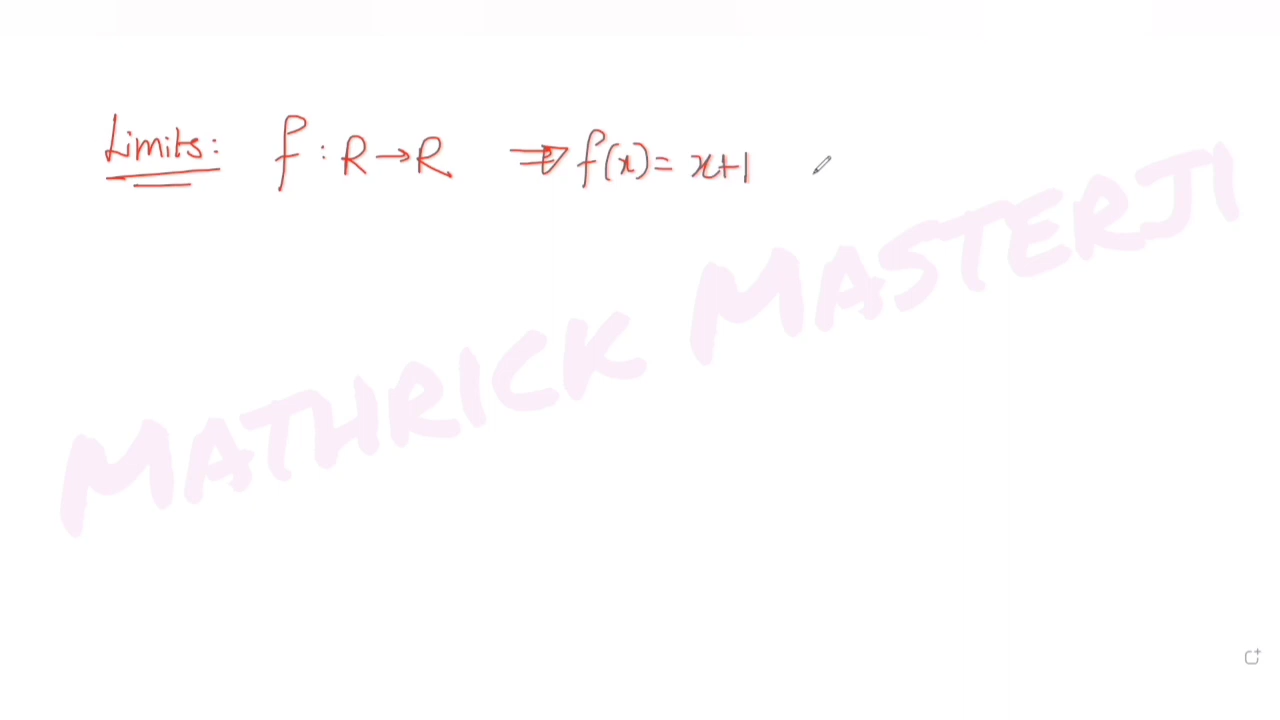 Limits: f : R → R ⇒ f(x) = x+1
MATHRICK MASTERJI